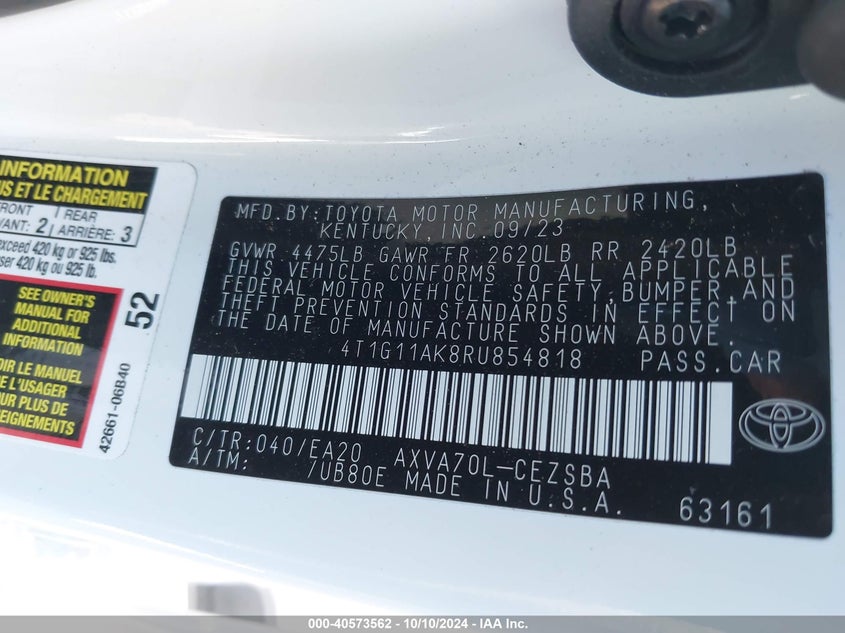 INFORMATION
US ET LE CHARGEMENT
FRONT
REAR
VANT: 2
ARRIÈRE: 3
exceed 420 kg or 925 lbs.
ser 420 kg ou 925 lb.
SEE OWNER'S
MANUAL FOR
ADDITIONAL
INFORMATION
OIR LE MANUEL
E L'USAGER
OUR PLUS DE
EIGNEMENTS
52
42661-06B40
MFD.BY:TOYOTA MOTOR MANUFACTURING,
KENTUCKY,INC 09/23
GVWR 4475LB GAWR FR 2620LB RR 2420LB
THIS VEHICLE CONFORMS TO ALL APPLICABLE
FEDERAL MOTOR VEHICLE SAFETY,BUMPER,AND
THEFT PREVENTION STANDARDS IN EFFECT ON
THE DATE OF MANUFACTURE SHOWN ABOVE.
4T1G11AK8RU854818 PASS.CAR
C/TR:040/EA20 AXVA70L-CEZSBA
A/TM: 7UB80E MADE IN U.S.A.
63161
000-40573562 - 10/10/2024 - IAA Inc.